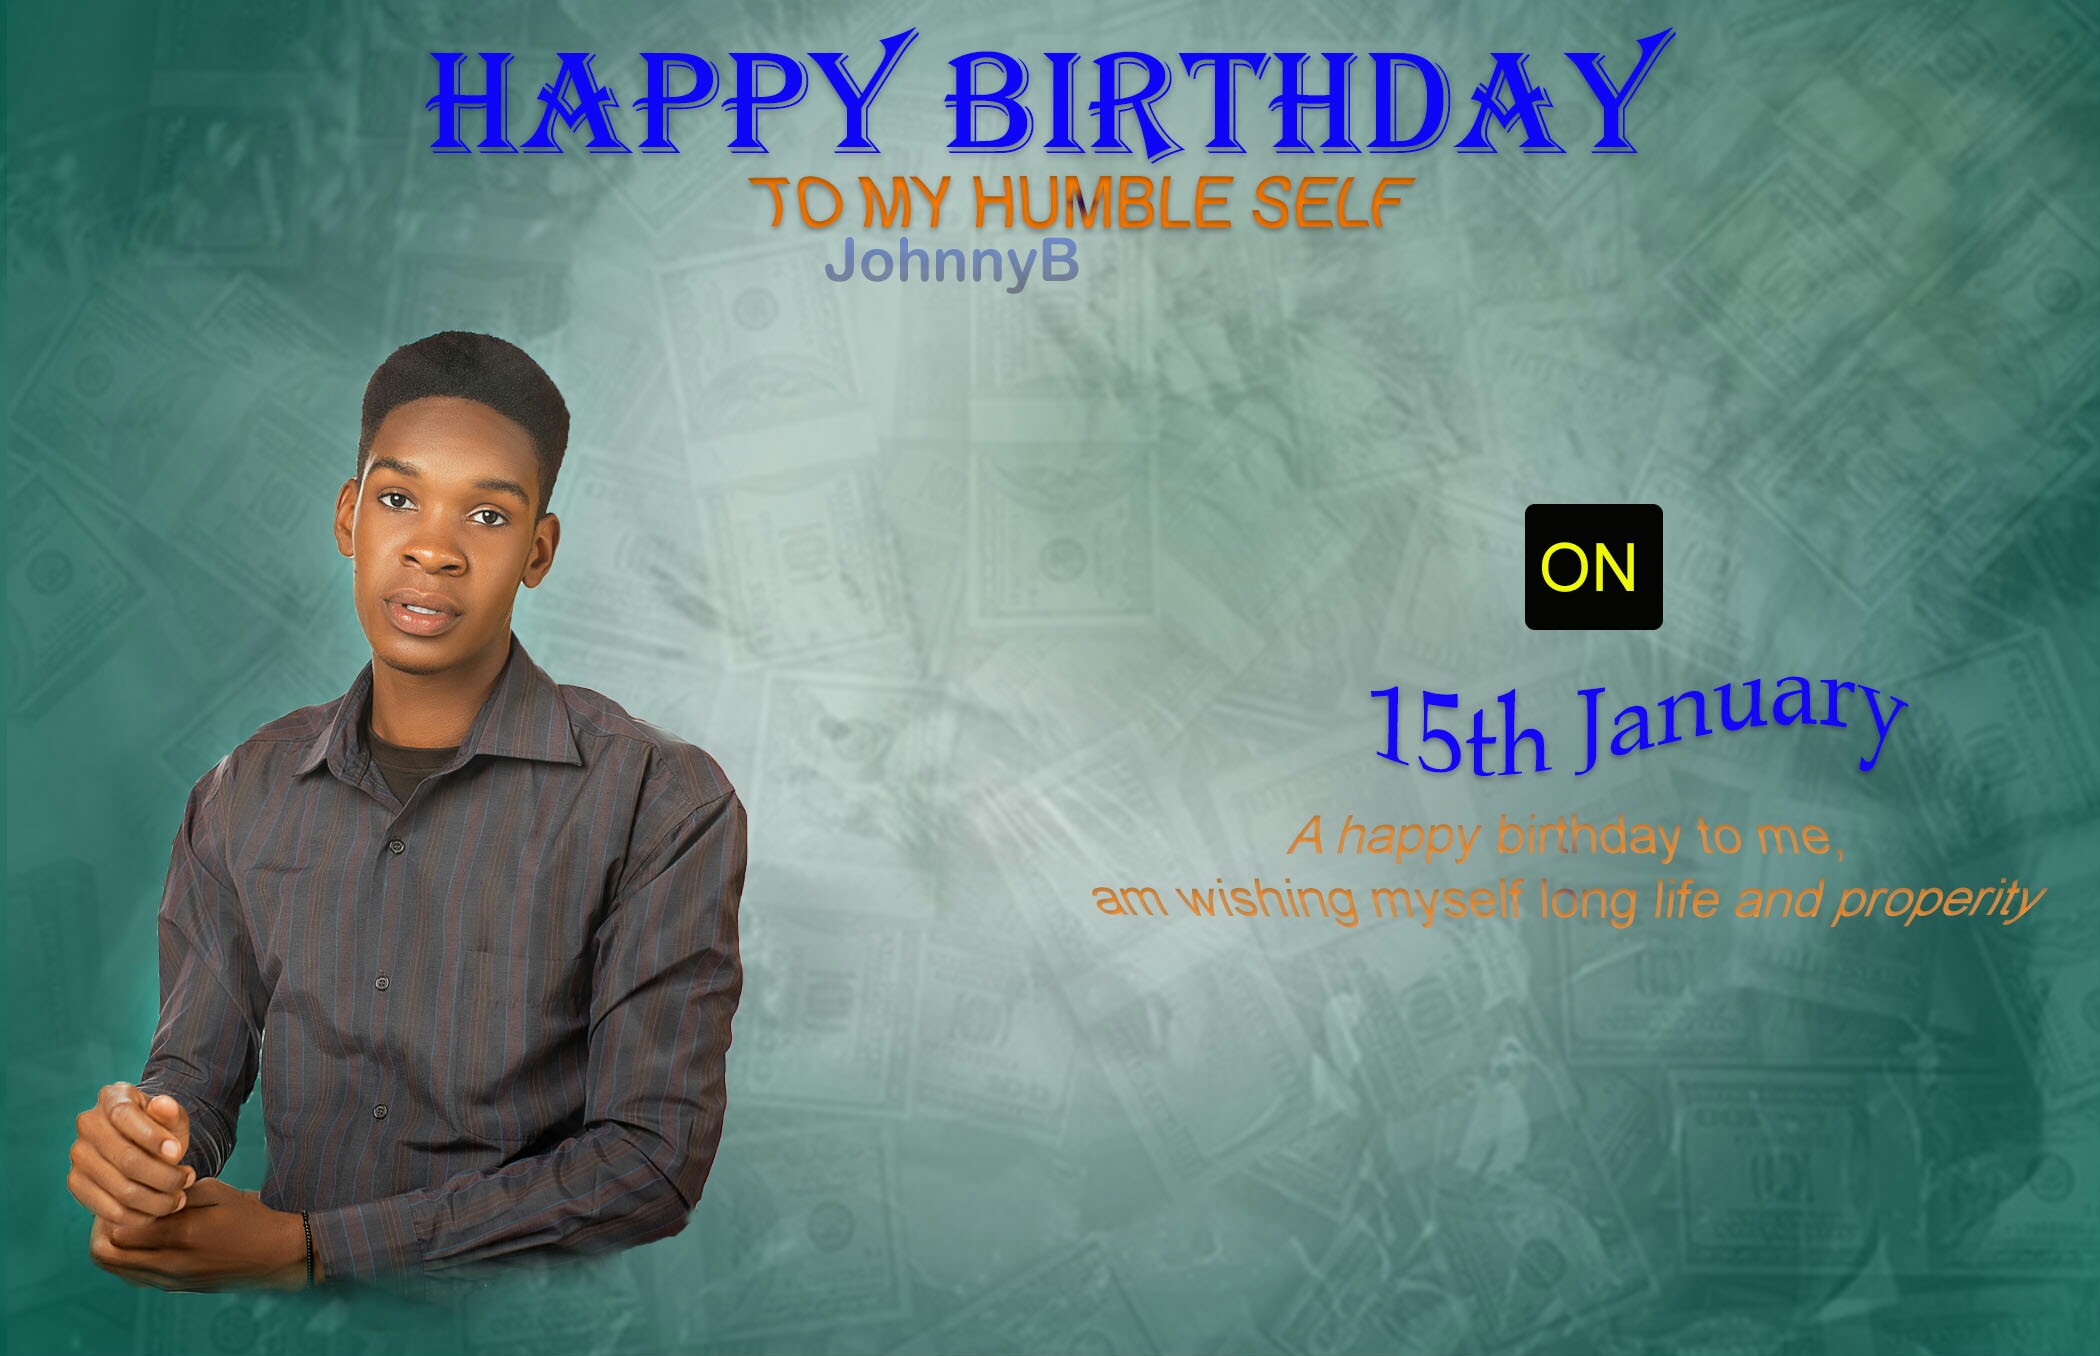 HAPPY BIRTHDAY
TO MY HUMBLE SELF
JohnnyB
ON
15th January
A happy birthday to me,
am wishing myself long life and properity